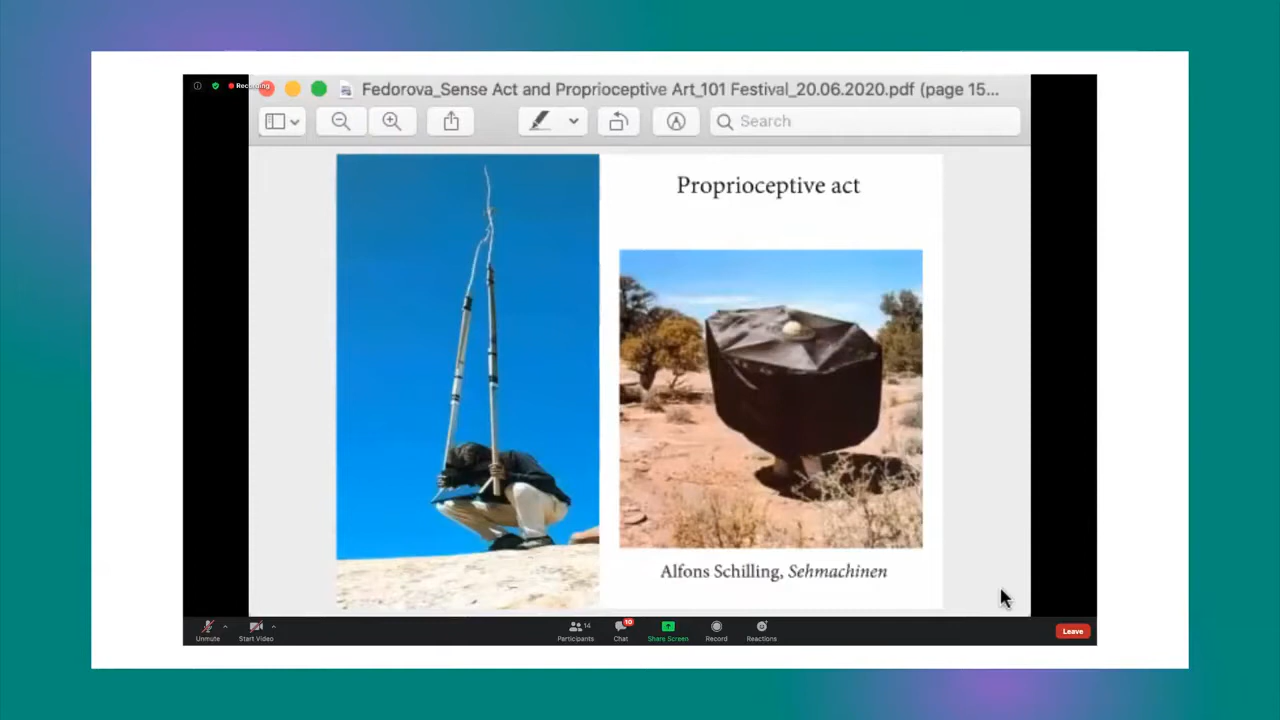 Recording
Fedorova_Sense Act and Proprioceptive Art_101 Festival_20.06.2020.pdf (page 15...
Search
Proprioceptive act
Alfons Schilling, Sehmachinen
Unmute
Start Video
Participants
14
Chat
10
Share Screen
Record
Reactions
Leave